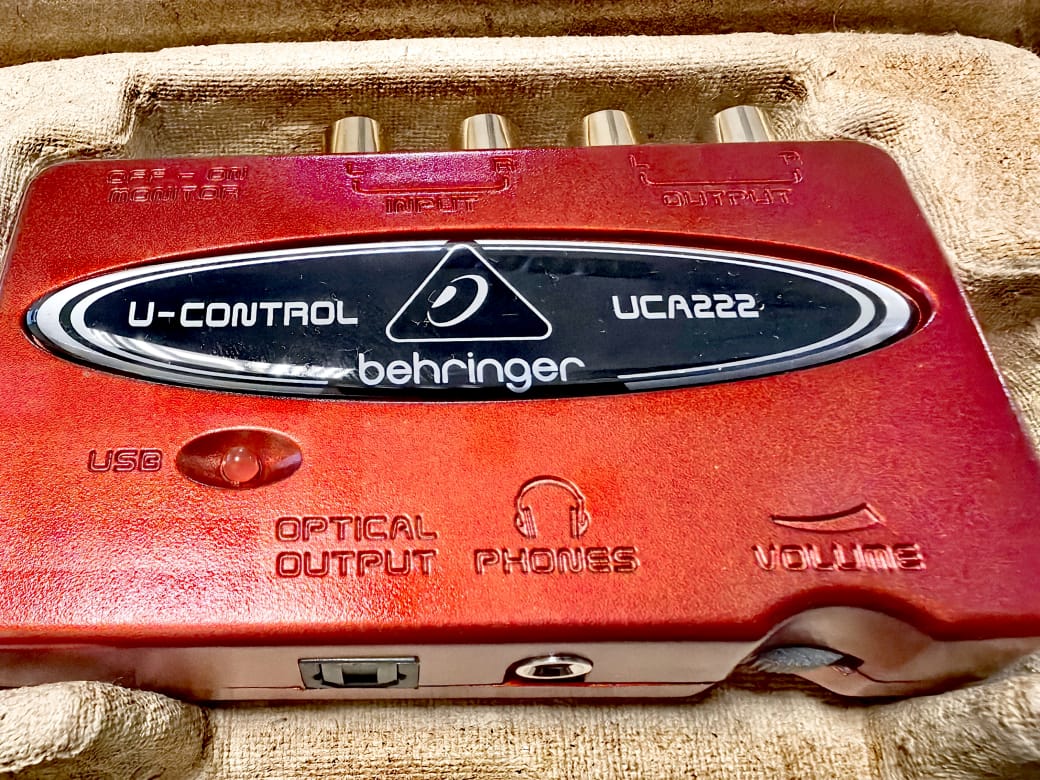 OFF - ON
MONITOR
L R
INPUT
L R
OUTPUT
U-CONTROL
UCA222
behringer
USB
OPTICAL
OUTPUT
PHONES
VOLUME